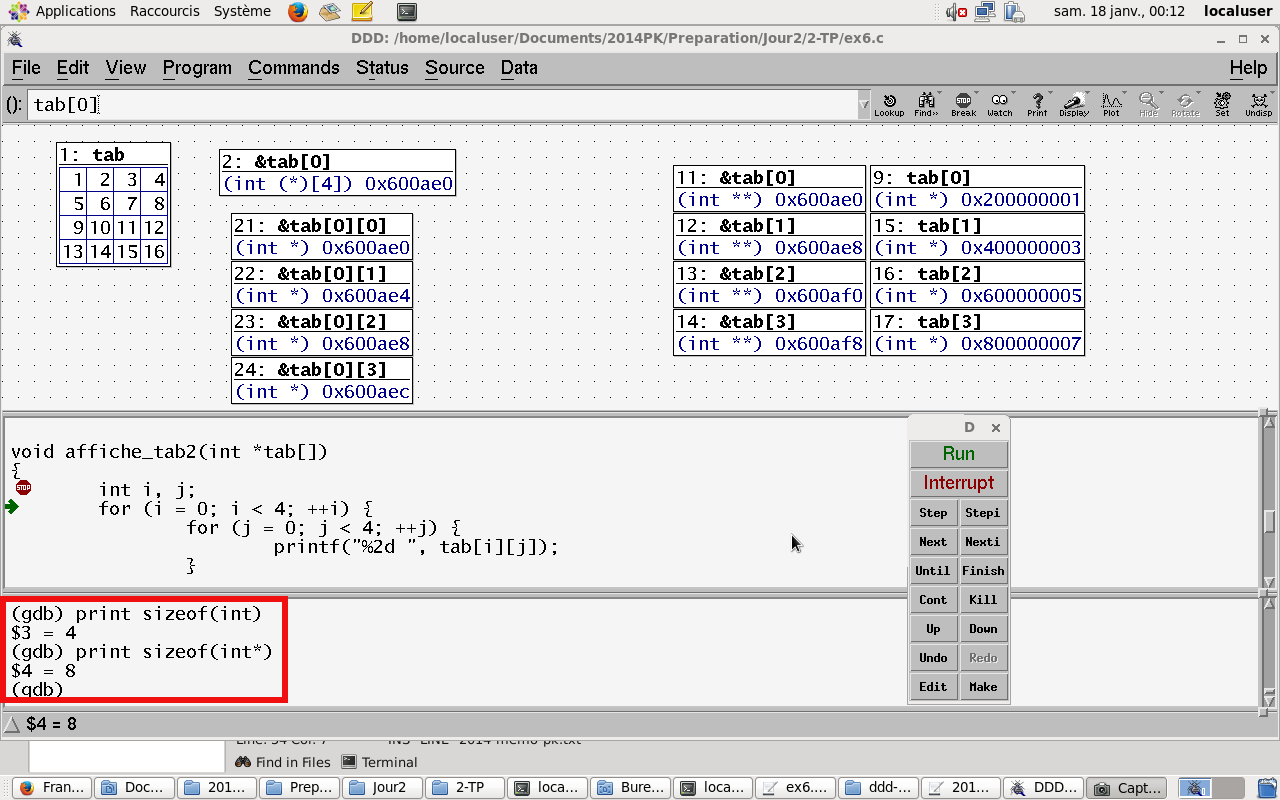 Applications Raccourcis Système sam. 18 janv., 00:12 localuser
DDD: /home/localuser/Documents/2014PK/Preparation/Jour2/2-TP/ex6.c
File Edit View Program Commands Status Source Data Help
(): tab[0]
Lookup Find>> Break Watch Print Display Plot Hide Rotate Set Undisp
1: tab
1 2 3 4
5 6 7 8
9 10 11 12
13 14 15 16
2: &tab[0]
(int (*)[4]) 0x600ae0
21: &tab[0][0]
(int *) 0x600ae0
22: &tab[0][1]
(int *) 0x600ae4
23: &tab[0][2]
(int *) 0x600ae8
24: &tab[0][3]
(int *) 0x600aec
11: &tab[0]
(int **) 0x600ae0
12: &tab[1]
(int **) 0x600ae8
13: &tab[2]
(int **) 0x600af0
14: &tab[3]
(int **) 0x600af8
9: tab[0]
(int *) 0x200000001
15: tab[1]
(int *) 0x400000003
16: tab[2]
(int *) 0x600000005
17: tab[3]
(int *) 0x800000007
void affiche_tab2(int *tab[])
{
STOP int i, j;
for (i = 0; i < 4; ++i) {
for (j = 0; j < 4; ++j) {
printf("%2d ", tab[i][j]);
}
D
Run
Interrupt
Step Stepi
Next Nexti
Until Finish
Cont Kill
Up Down
Undo Redo
Edit Make
(gdb) print sizeof(int)
$3 = 4
(gdb) print sizeof(int*)
$4 = 8
(gdb)
$4 = 8
Find in Files Terminal
Fran... Doc... 201... Prep... Jour2 2-TP loca... Bure... loca... ex6.... ddd-... 201... DDD... Capt...